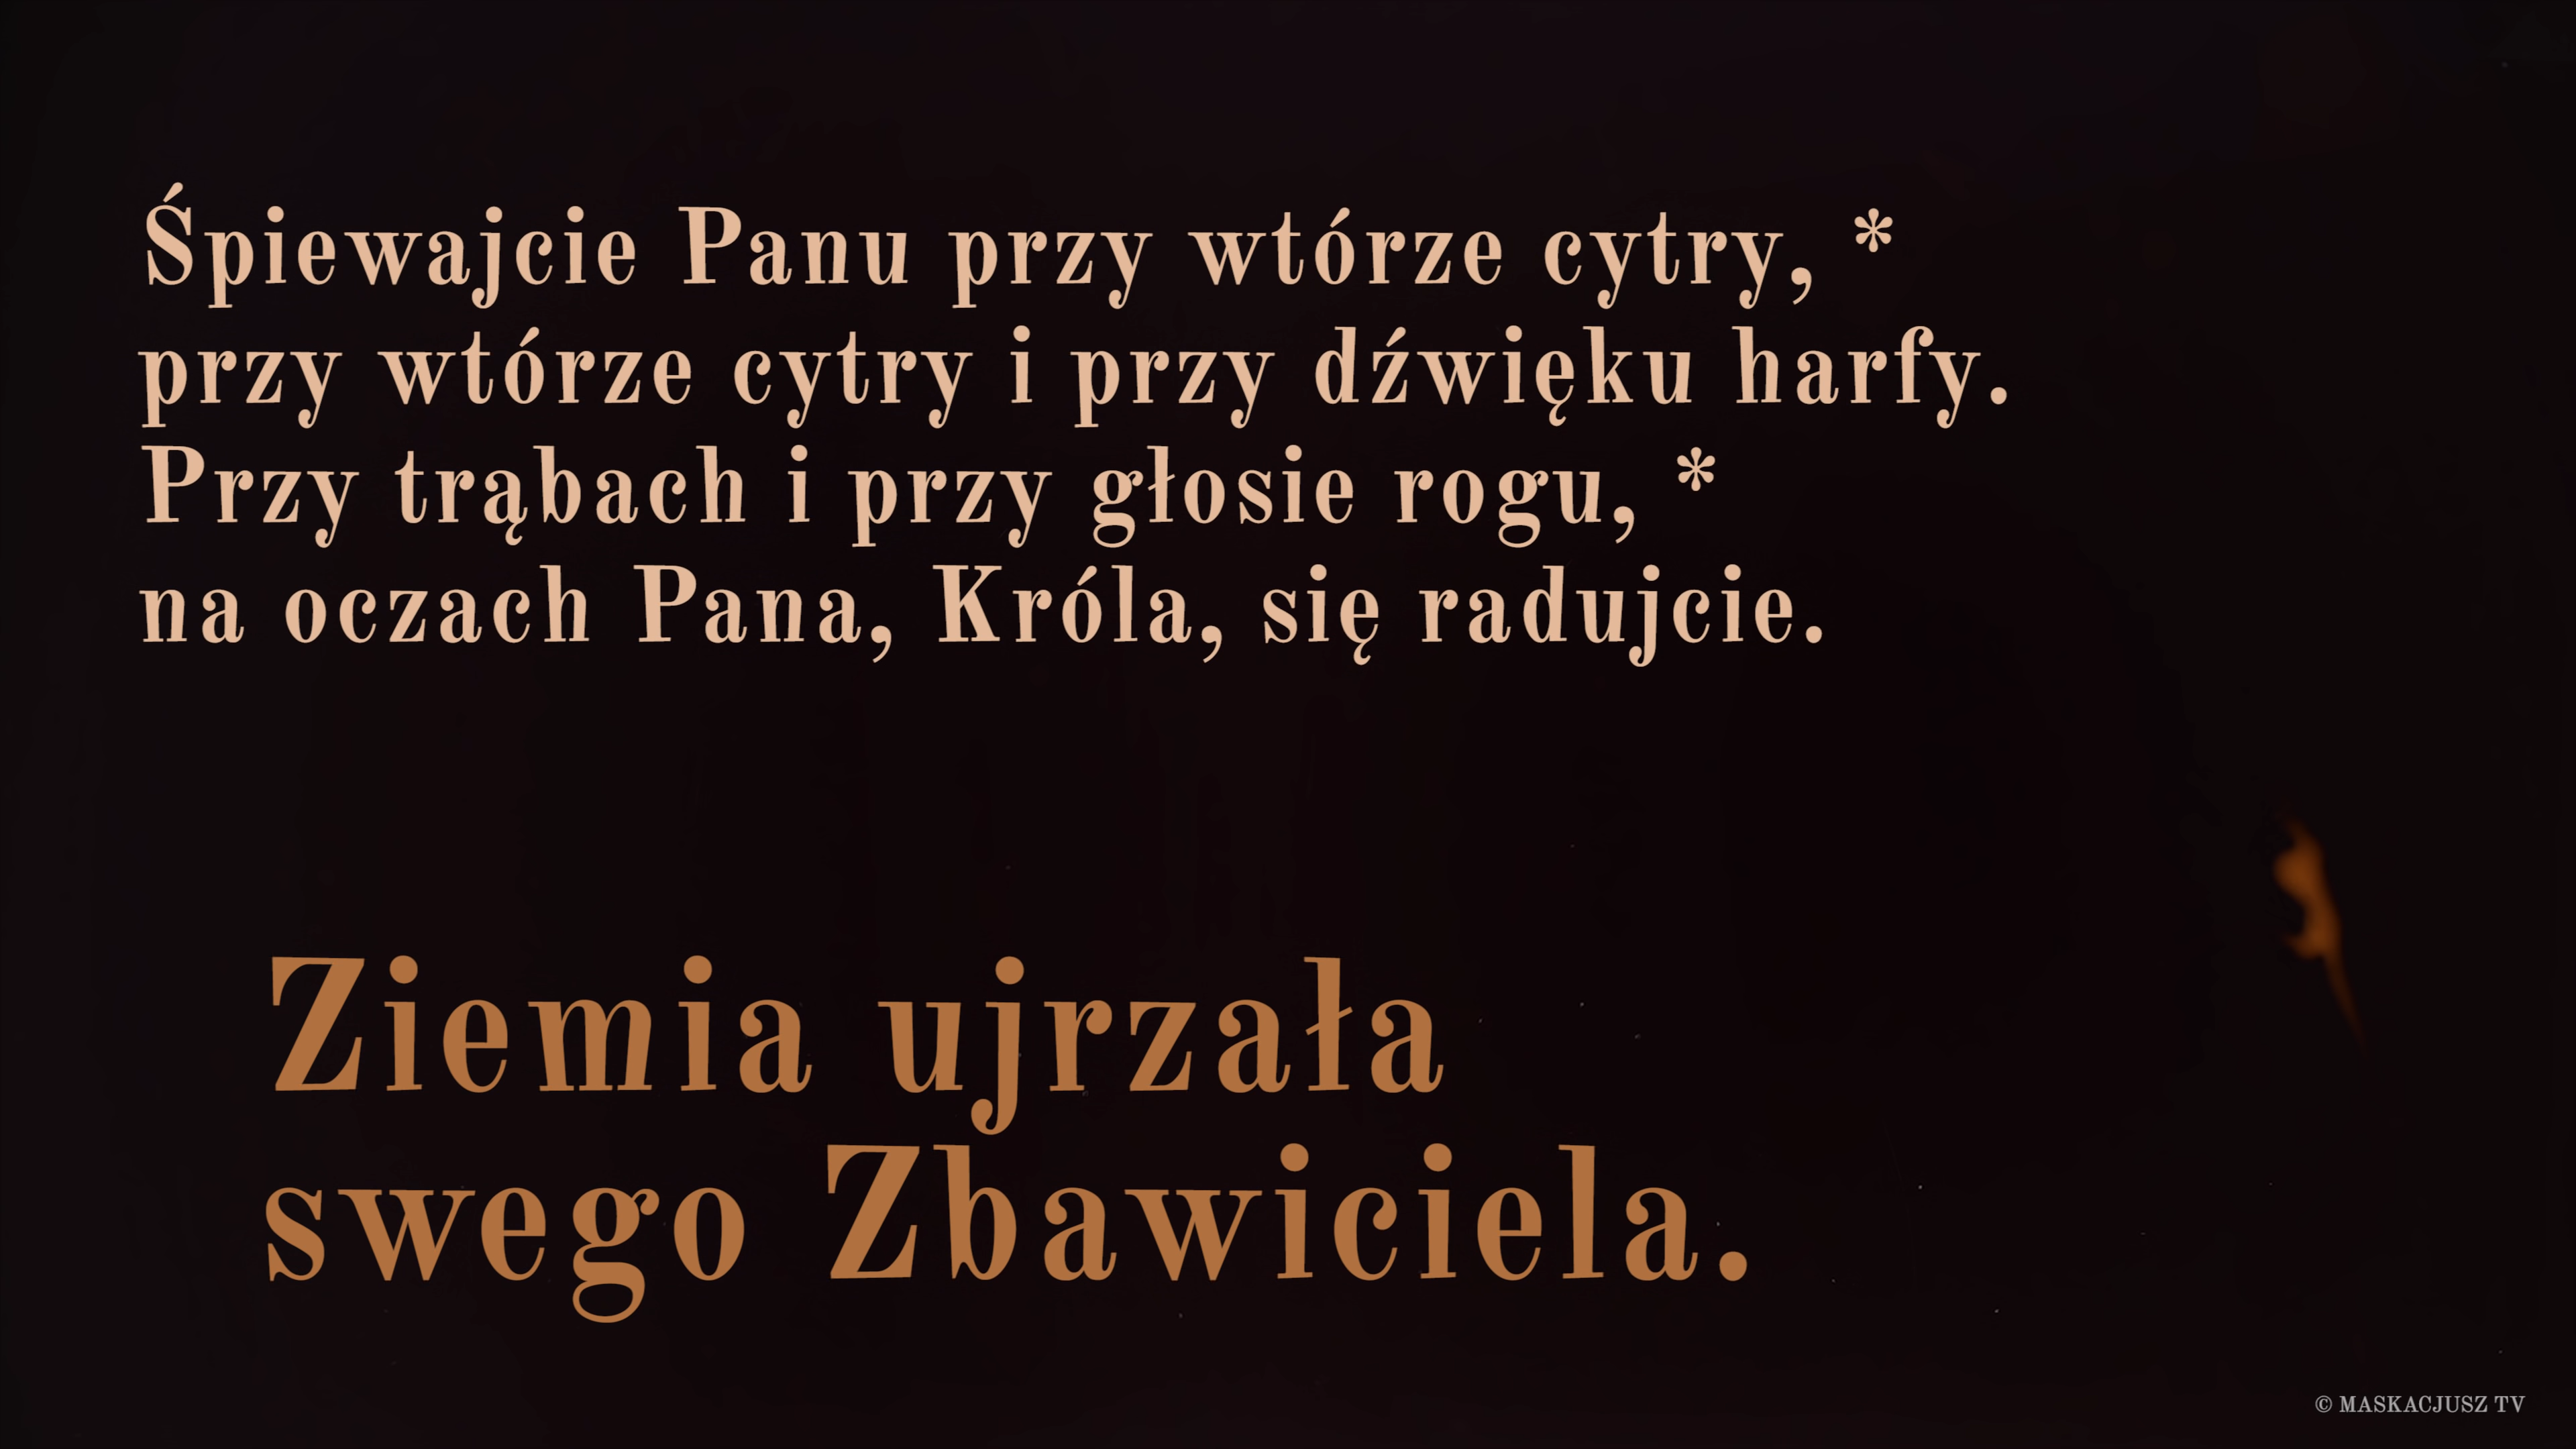 Śpiewajcie Panu przy wtórze cytry, *
przy wtórze cytry i przy dźwięku harfy.
Przy trąbach i przy głosie rogu, *
na oczach Pana, Króla, się radujcie.
Ziemia ujrzała
swego Zbawiciela.
© MASKACJUSZ TV